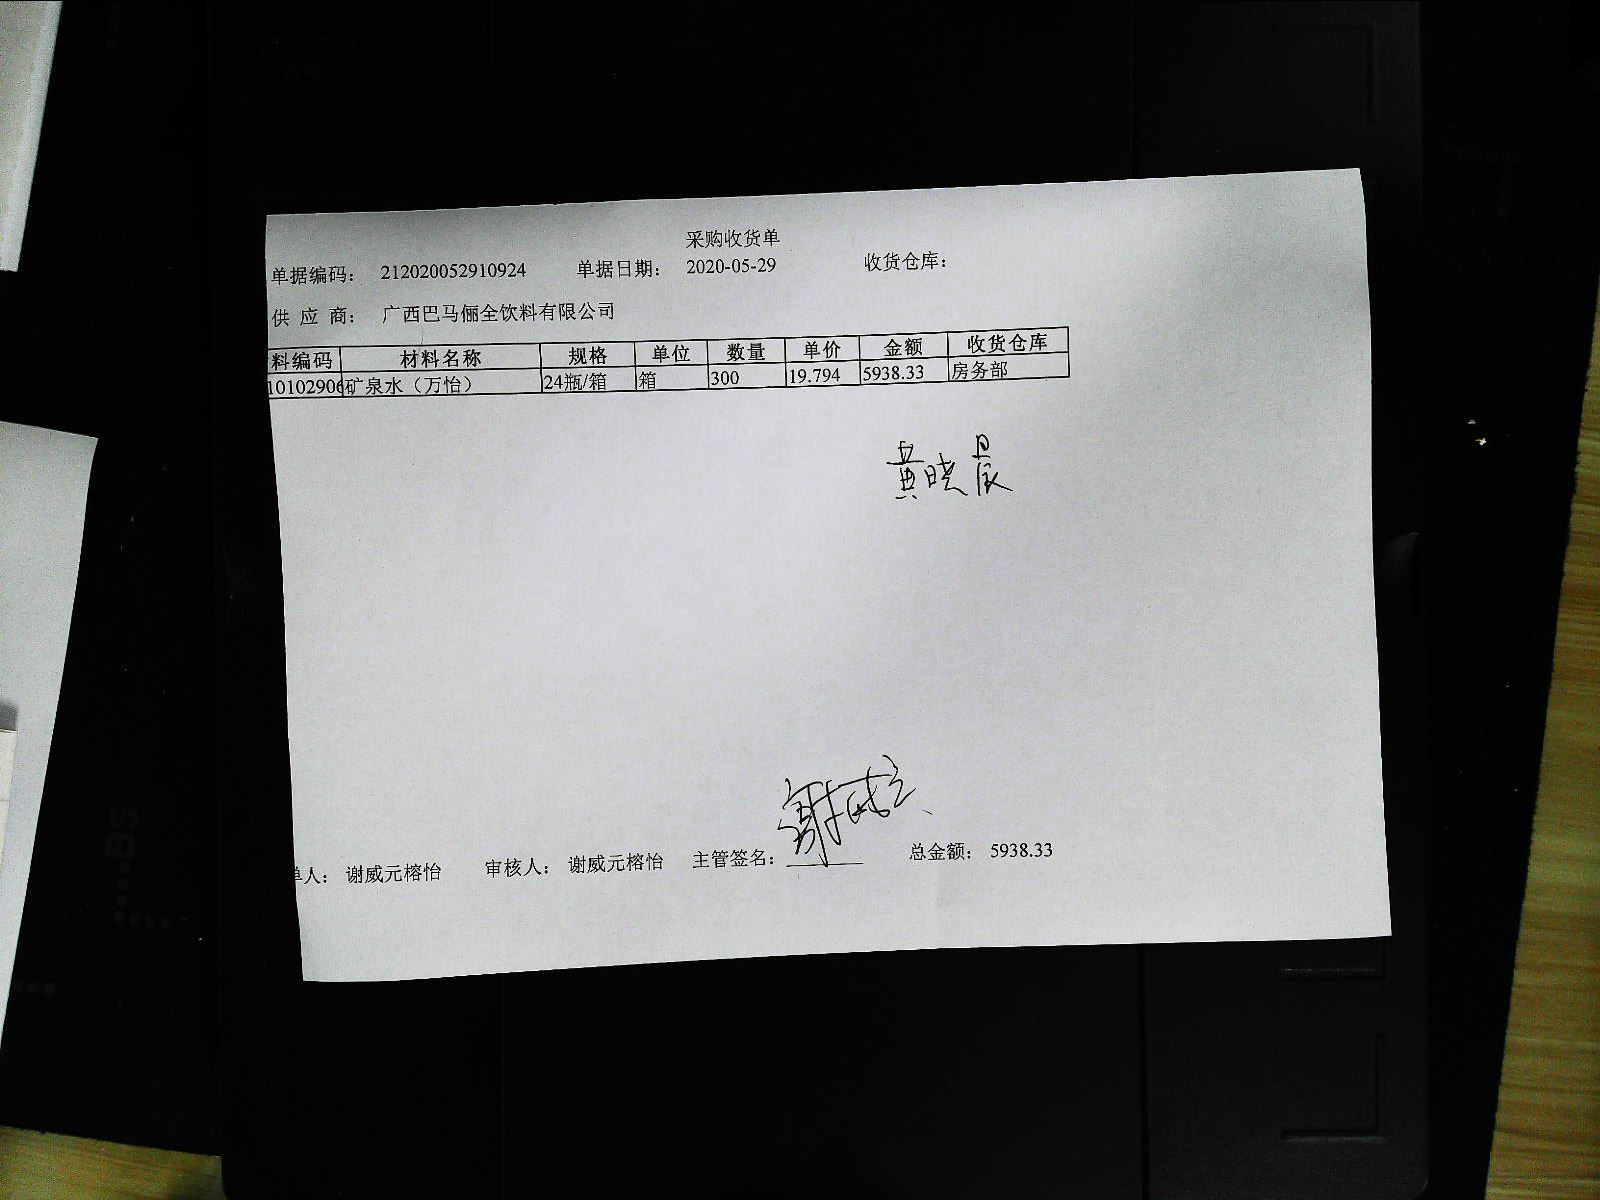 采购收货单
单据编码： 212020052910924 单据日期： 2020-05-29 收货仓库：
供 应 商： 广西巴马俪全饮料有限公司
料编码 材料名称 规格 单位 数量 单价 金额 收货仓库
10102906 矿泉水（万怡） 24瓶/箱 箱 300 19.794 5938.33 房务部
黄晓晨
单人： 谢威元榕怡 审核人： 谢威元榕怡 主管签名： 总金额： 5938.33
B5